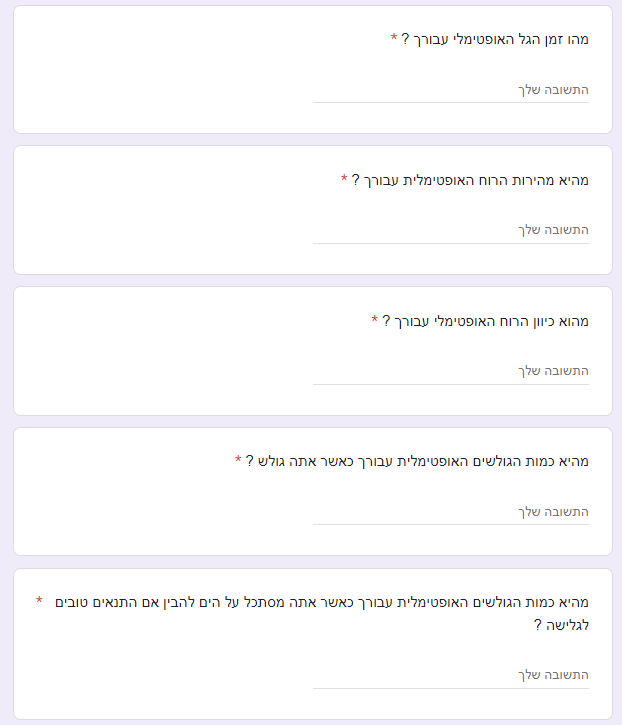 מהו זמן הגל האופטימלי עבורך ? *
התשובה שלך
מהיא מהירות הרוח האופטימלית עבורך ? *
התשובה שלך
מהוא כיוון הרוח האופטימלי עבורך ? *
התשובה שלך
מהיא כמות הגולשים האופטימלית עבורך כאשר אתה גולש ? *
התשובה שלך
מהיא כמות הגולשים האופטימלית עבורך כאשר אתה מסתכל על הים להבין אם התנאים טובים *
לגלישה ?
התשובה שלך